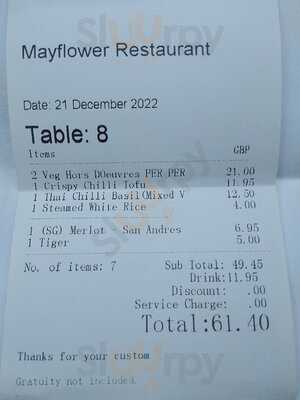 Mayflower Restaurant
Date: 21 December 2022
Table: 8
Items GBP
2 Veg Hors DOeuvres PER PER 21.00
1 Crispy Chilli Tofu 11.95
1 Thai Chilli Basil(Mixed V 12.50
1 Steamed White Rice 4.00
1 (SG) Merlot - San Andres 6.95
1 Tiger 5.00
No. of items: 7 Sub Total: 49.45
Drink:11.95
Discount: .00
Service Charge: .00
Total:61.40
Thanks for your custom
Gratuity not included.
Sluurpy
Sluurpy
Sluurpy